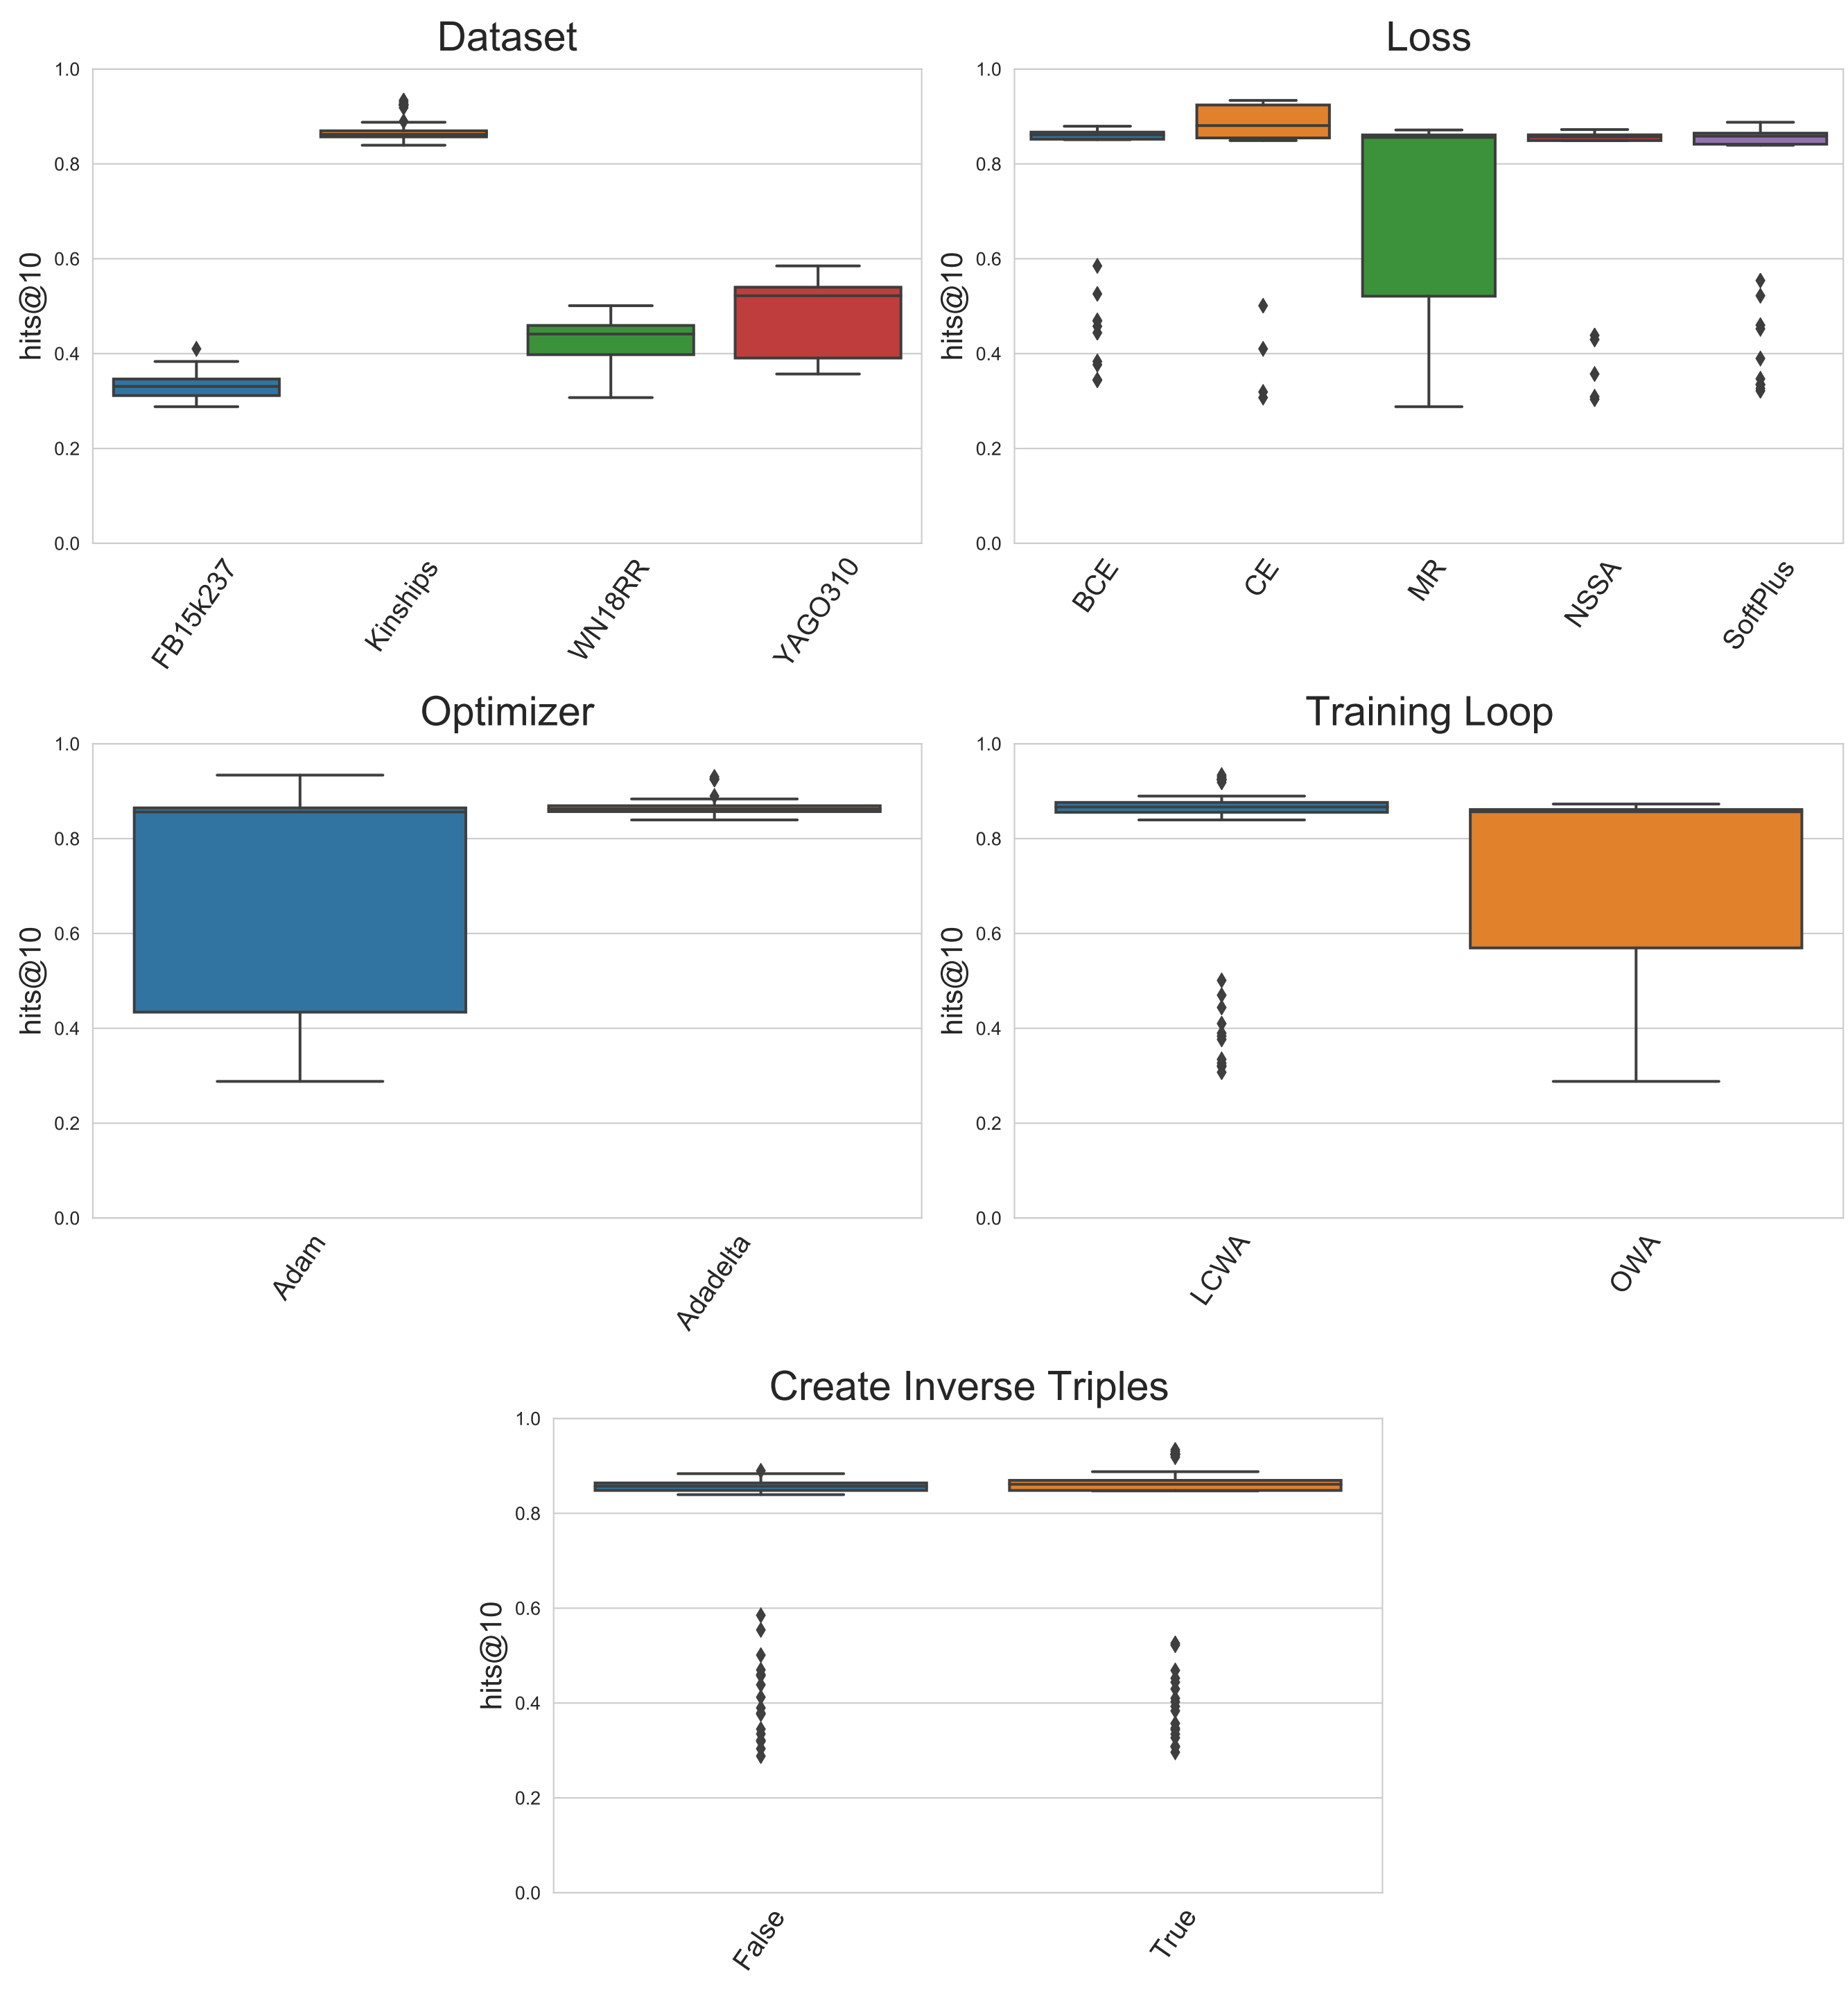 Dataset
1.0
0.8
0.6
0.4
0.2
0.0
hits@10
FB15k237
Kinships
WN18RR
YAGO310
Loss
1.0
0.8
0.6
0.4
0.2
0.0
hits@10
BCE
CE
MR
NSSA
SoftPlus
Optimizer
1.0
0.8
0.6
0.4
0.2
0.0
hits@10
Adam
Adadelta
Training Loop
1.0
0.8
0.6
0.4
0.2
0.0
hits@10
LCWA
OWA
Create Inverse Triples
1.0
0.8
0.6
0.4
0.2
0.0
hits@10
False
True